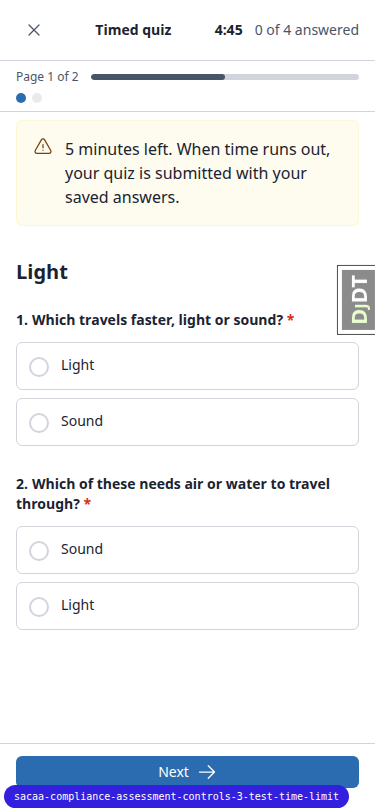 Timed quiz
4:45
0 of 4 answered
Page 1 of 2
5 minutes left. When time runs out,
your quiz is submitted with your
saved answers.
Light
DjDT
1. Which travels faster, light or sound? *
Light
Sound
2. Which of these needs air or water to travel
through? *
Sound
Light
Next
sacaa-compliance-assessment-controls-3-test-time-limit